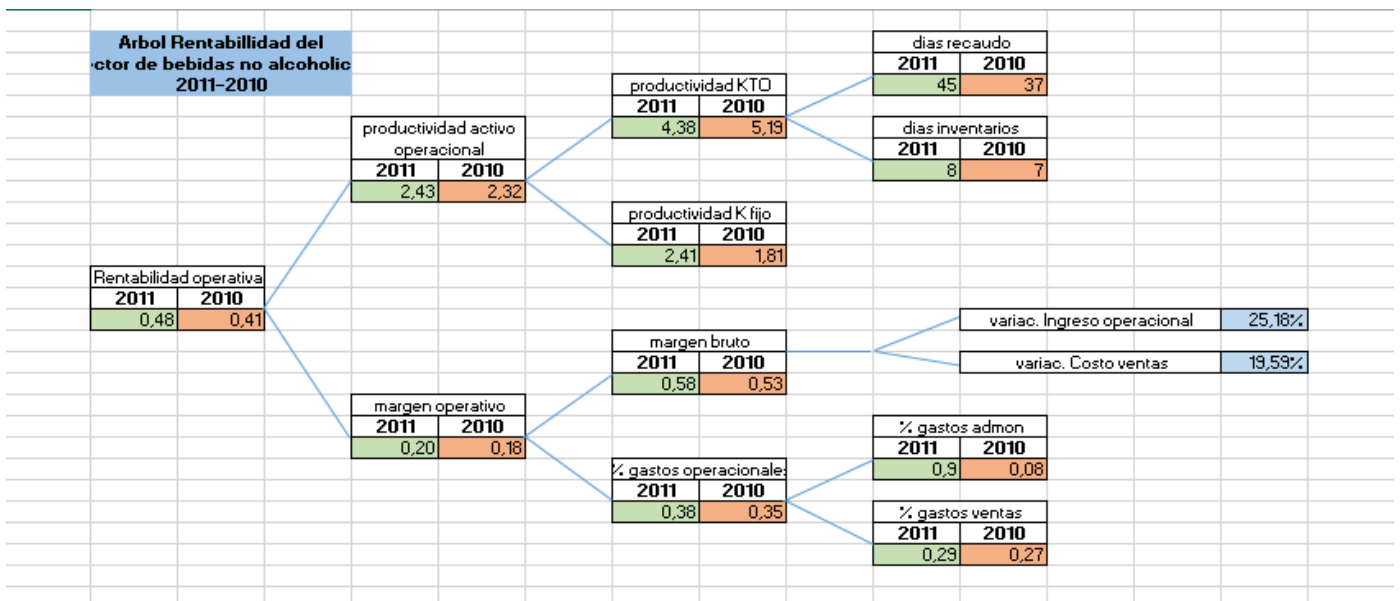 Arbol Rentabillidad del
ctor de bebidas no alcoholic
2011-2010
Rentabilidad operativa
2011 2010
0,48 0,41
productividad activo
operacional
2011 2010
2,43 2,32
margen operativo
2011 2010
0,20 0,18
productividad KTO
2011 2010
4,38 5,19
productividad K fijo
2011 2010
2,41 1,81
margen bruto
2011 2010
0,58 0,53
% gastos operacionales
2011 2010
0,38 0,35
dias recaudo
2011 2010
45 37
dias inventarios
2011 2010
8 7
variac. Ingreso operacional 25,18%
variac. Costo ventas 19,59%
% gastos admon
2011 2010
0,9 0,08
% gastos ventas
2011 2010
0,29 0,27